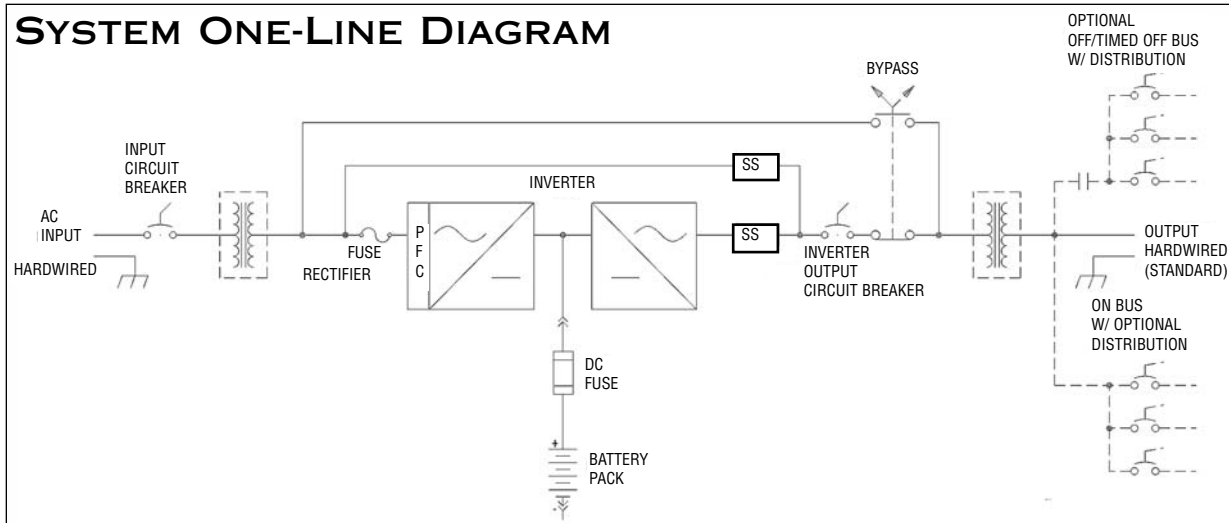 SYSTEM ONE-LINE DIAGRAM
OPTIONAL
OFF/TIMED OFF BUS
W/ DISTRIBUTION
BYPASS
INPUT
CIRCUIT
BREAKER
SS
INVERTER
AC
INPUT
HARDWIRED
FUSE
RECTIFIER
P
F
C
SS
INVERTER
OUTPUT
CIRCUIT BREAKER
OUTPUT
HARDWIRED
(STANDARD)
ON BUS
W/ OPTIONAL
DISTRIBUTION
DC
FUSE
+
BATTERY
PACK
-